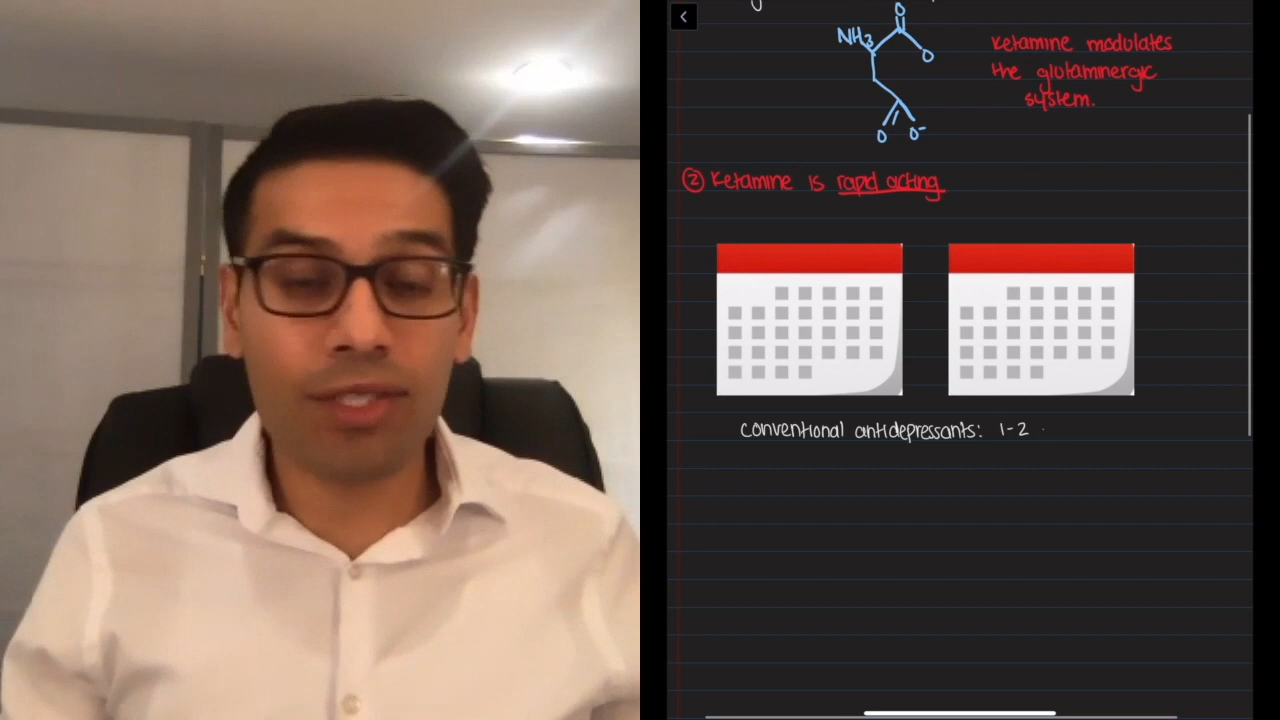 NH3
O
O
O
O-
Ketamine modulates
the glutaminergic
system.
② Ketamine is rapid acting
conventional antidepressants: 1-2